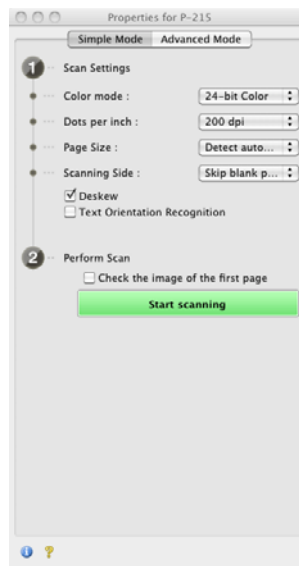 Properties for P-215
Simple Mode Advanced Mode
1 Scan Settings
Color mode : 24-bit Color
Dots per inch : 200 dpi
Page Size : Detect auto...
Scanning Side : Skip blank p...
Deskew
Text Orientation Recognition
2 Perform Scan
Check the image of the first page
Start scanning
i ?